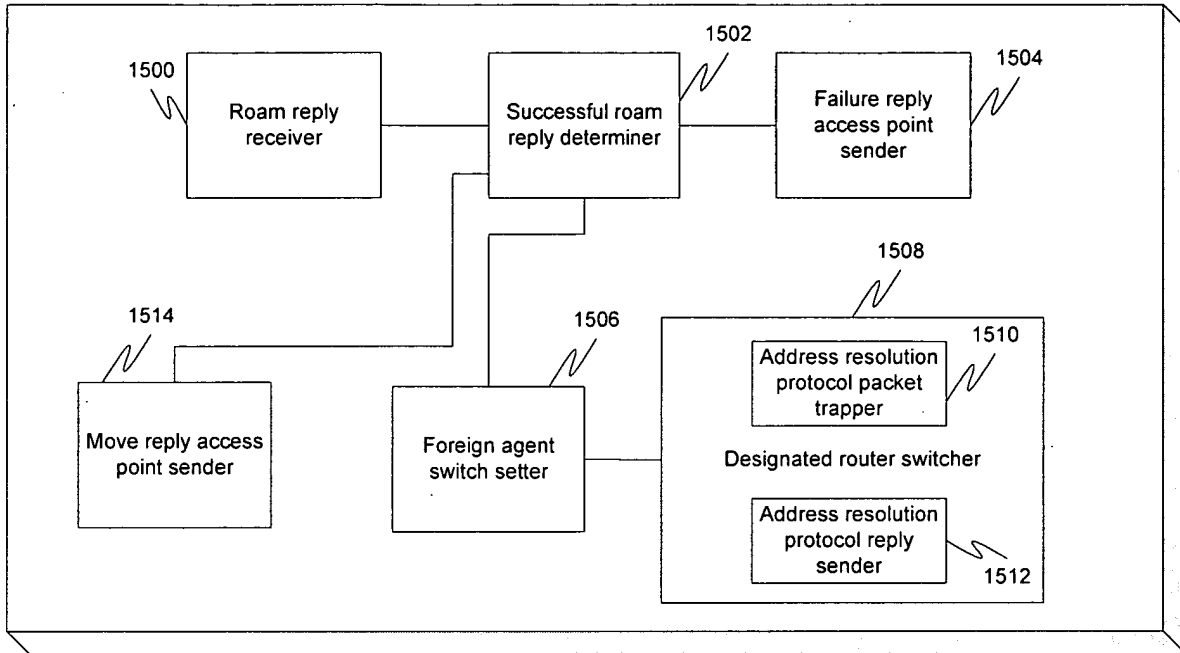 1500
Roam reply
receiver
1502
Successful roam
reply determiner
1504
Failure reply
access point
sender
1514
Move reply access
point sender
1506
Foreign agent
switch setter
1508
1510
Address resolution
protocol packet
trapper
Designated router switcher
Address resolution
protocol reply
sender
1512